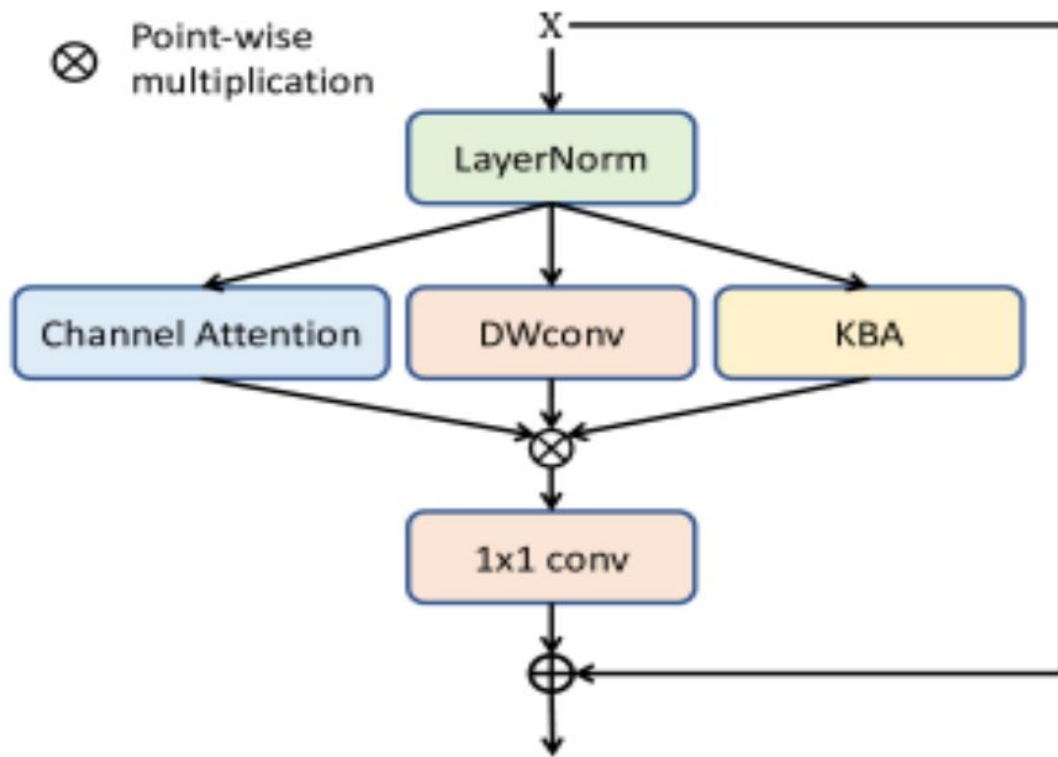 X
Point-wise
multiplication
LayerNorm
Channel Attention
DWconv
KBA
1x1 conv